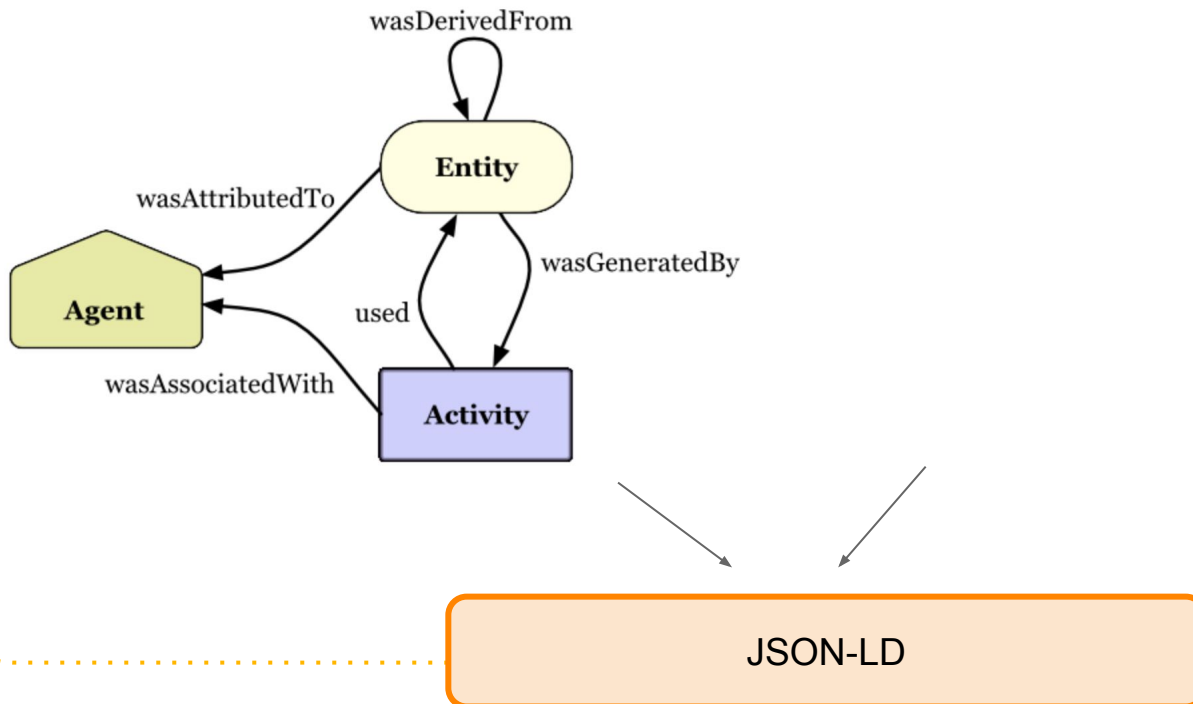 wasDerivedFrom
Entity
wasAttributedTo
wasGeneratedBy
Agent
used
wasAssociatedWith
Activity
JSON-LD